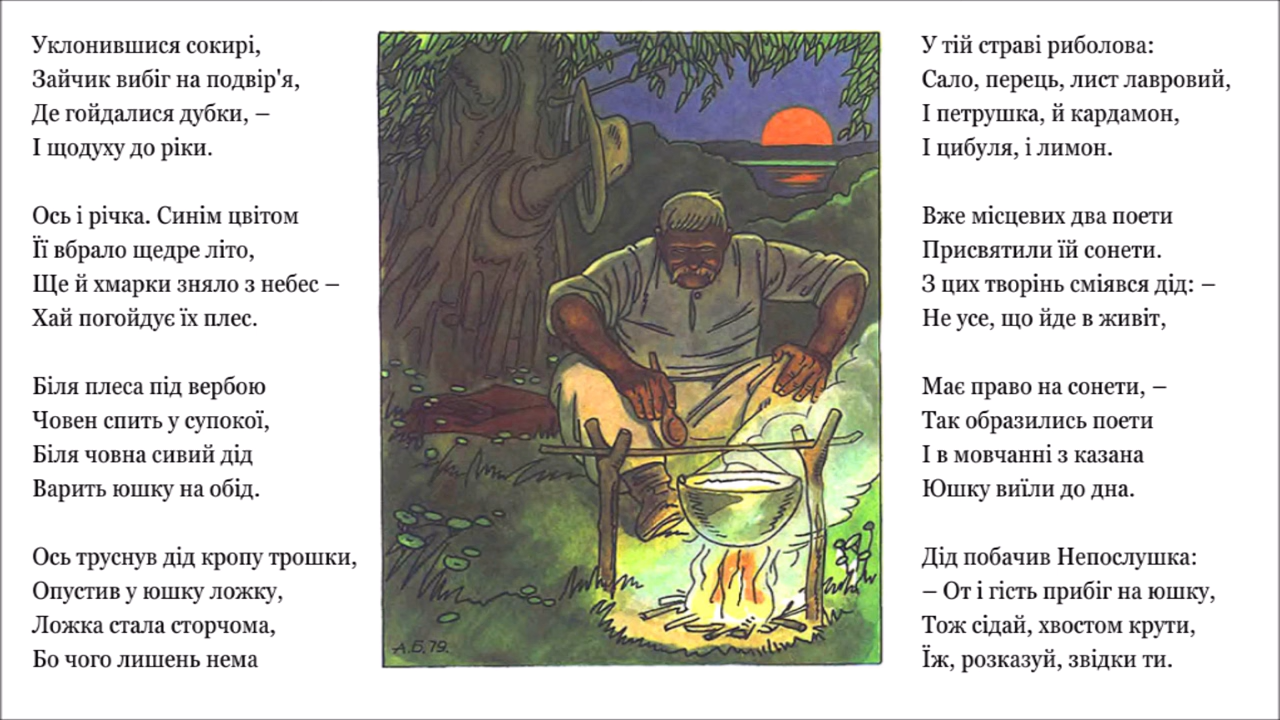 Уклонившися сокирі,
Зайчик вибіг на подвір'я,
Де гойдалися дубки, –
І щодуху до ріки.
Ось і річка. Синім цвітом
Її вбрало щедре літо,
Ще й хмарки зняло з небес –
Хай погойдує їх плес.
Біля плеса під вербою
Човен спить у супокої,
Біля човна сивий дід
Варить юшку на обід.
Ось труснув дід кропу трошки,
Опустив у юшку ложку,
Ложка стала сторчома,
Бо чого лишень нема
А.Б.79.
У тій страві риболова:
Сало, перець, лист лавровий,
І петрушка, й кардамон,
І цибуля, і лимон.
Вже місцевих два поети
Присвятили їй сонети.
З цих творінь сміявся дід: –
Не усе, що йде в живіт,
Має право на сонети, –
Так образились поети
І в мовчанні з казана
Юшку виїли до дна.
Дід побачив Непослушка:
– От і гість прибіг на юшку,
Тож сідай, хвостом крути,
Їж, розказуй, звідки ти.